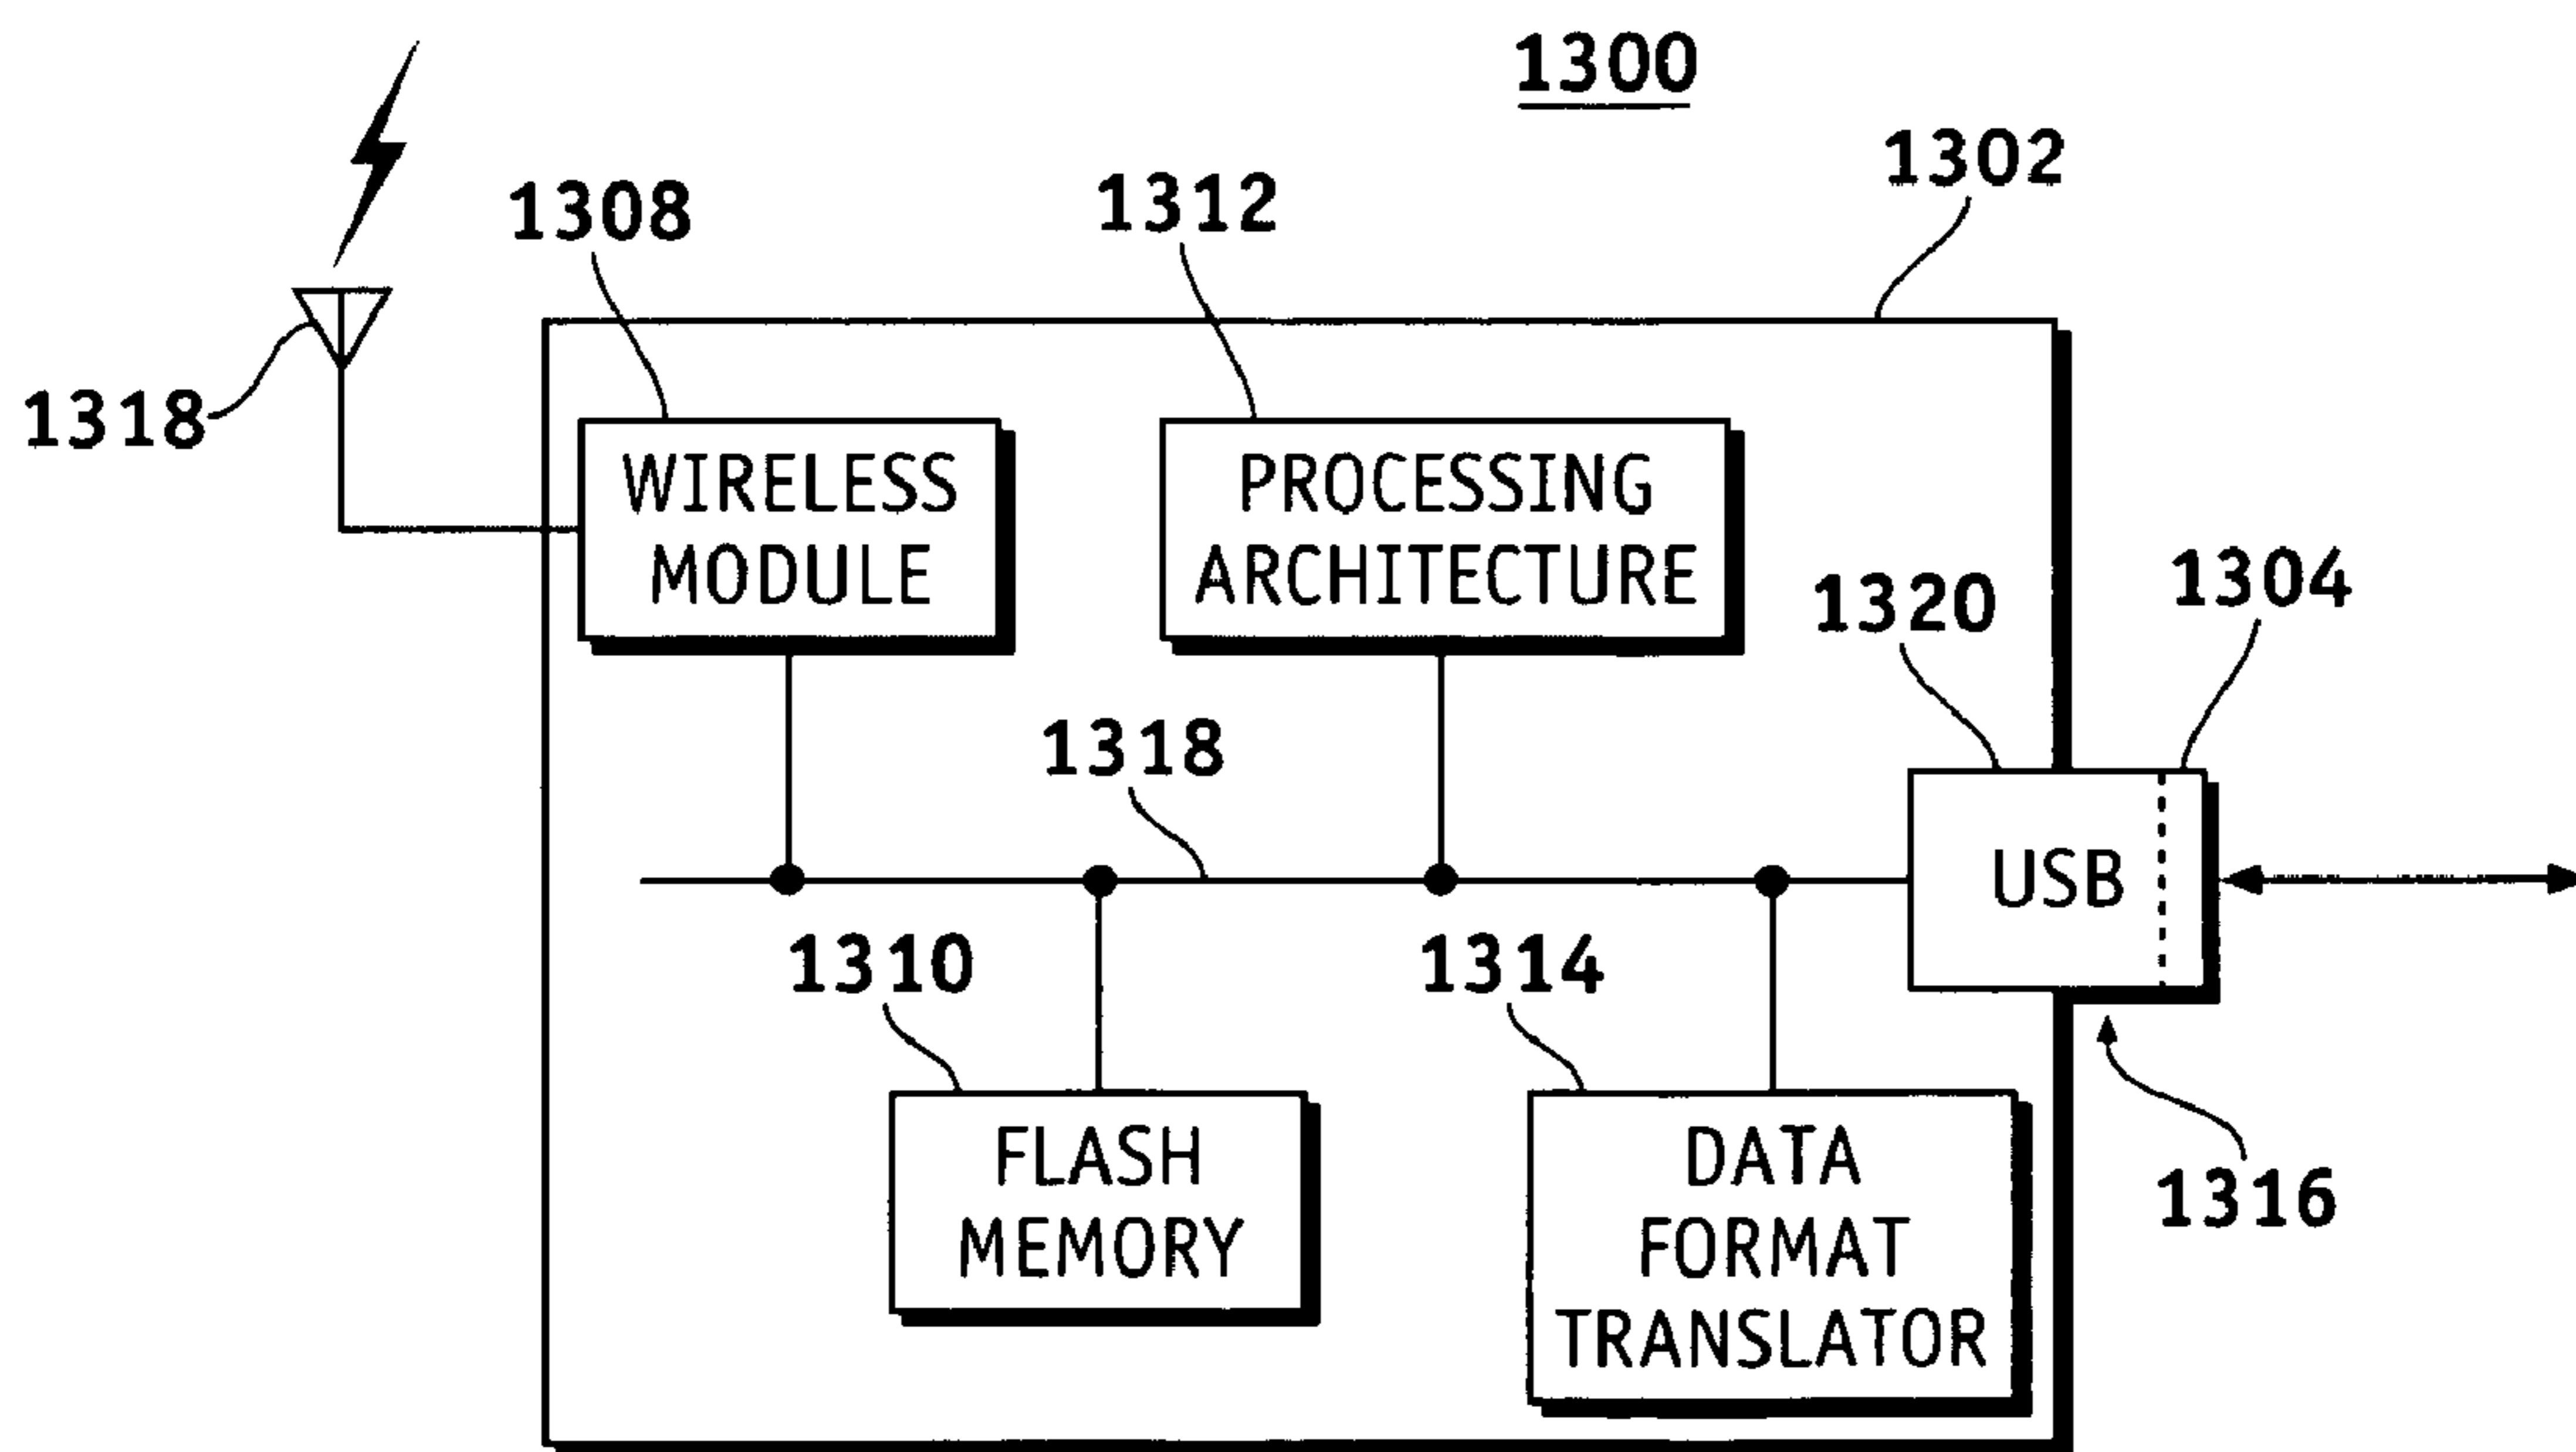 1300
1302
1308
1312
1318
WIRELESS
MODULE
PROCESSING
ARCHITECTURE
1320
1304
1318
USB
1310
1314
FLASH
MEMORY
DATA
FORMAT
TRANSLATOR
1316